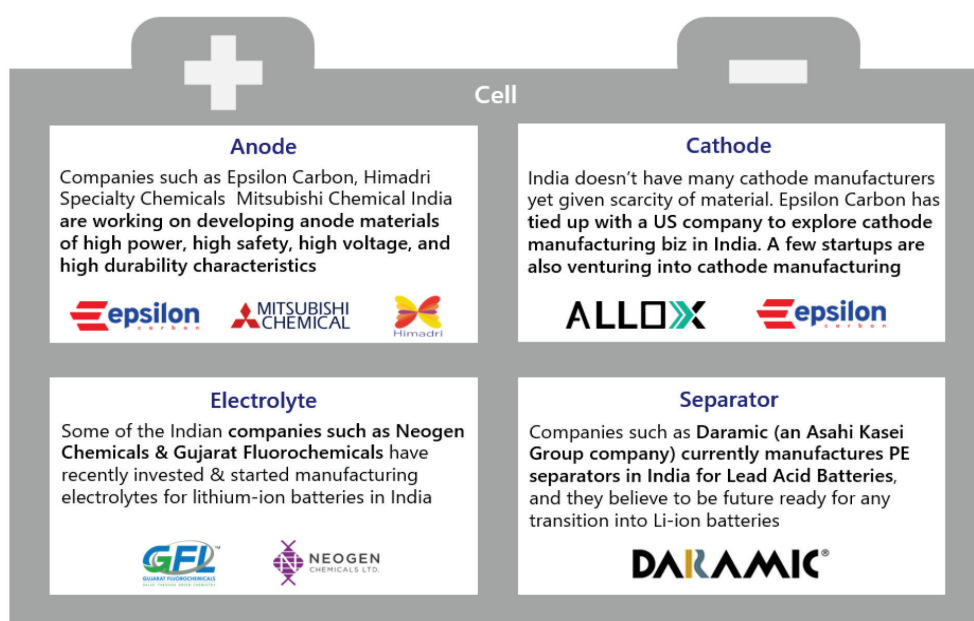 Cell
Anode
Companies such as Epsilon Carbon, Himadri
Specialty Chemicals Mitsubishi Chemical India
are working on developing anode materials
of high power, high safety, high voltage, and
high durability characteristics
epsilon
carbon
MITSUBISHI
CHEMICAL
Himadri
Cathode
India doesn't have many cathode manufacturers
yet given scarcity of material. Epsilon Carbon has
tied up with a US company to explore cathode
manufacturing biz in India. A few startups are
also venturing into cathode manufacturing
ALLOX
epsilon
carbon
Electrolyte
Some of the Indian companies such as Neogen
Chemicals & Gujarat Fluorochemicals have
recently invested & started manufacturing
electrolytes for lithium-ion batteries in India
GFL™
GUJARAT FLUOROCHEMICALS
VALUE THROUGH GREEN CHEMISTRY
NEOGEN
CHEMICALS LTD.
Separator
Companies such as Daramic (an Asahi Kasei
Group company) currently manufactures PE
separators in India for Lead Acid Batteries,
and they believe to be future ready for any
transition into Li-ion batteries
DARAMIC®